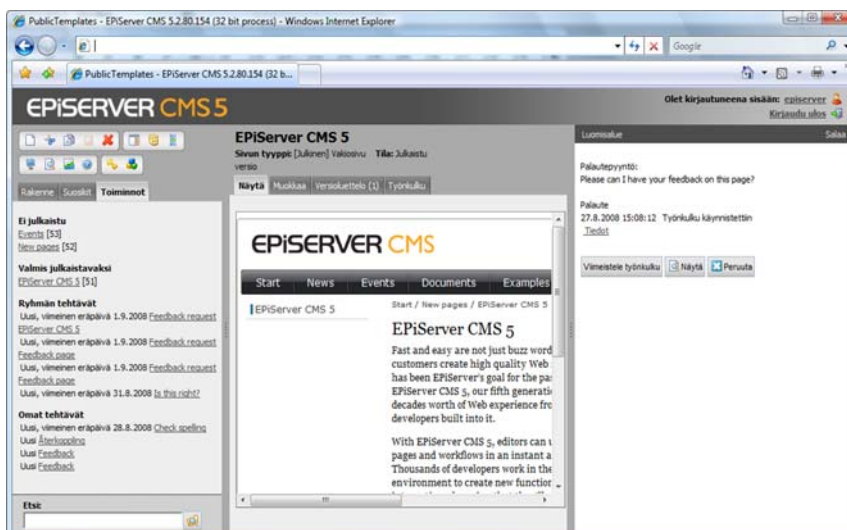 PublicTemplates - EPiServer CMS 5.2.80.154 (32 bit process) - Windows Internet Explorer
Google
PublicTemplates - EPiServer CMS 5.2.80.154 (32 b...
EPiSERVER CMS 5
Olet kirjautuneena sisään: episerver
Kirjaudu ulos
Rakenne Suosikit Toiminnot
Ei julkaistu
Events [53]
New pages [52]
Valmis julkaistavaksi
EPiServer CMS 5 [51]
Ryhmän tehtävät
Uusi, viimeinen eräpäivä 1.9.2008 Feedback request
EPiServer CMS 5
Uusi, viimeinen eräpäivä 1.9.2008 Feedback request
Feedback page
Uusi, viimeinen eräpäivä 1.9.2008 Feedback request
Feedback page
Uusi, viimeinen eräpäivä 31.8.2008 Is this right?
Omat tehtävät
Uusi, viimeinen eräpäivä 28.8.2008 Check spelling
Uusi Återkoppling
Uusi Feedback
Uusi Feedback
Etsi:
EPiServer CMS 5
Sivun tyyppi: [Julkinen] Vakiosivu Tila: Julkaistu
versio
Näytä Muokkaa Versioluettelo (1) Työnkulku
EPiSERVER CMS
Start News Events Documents Examples
EPiServer CMS 5
Start / New pages / EPiServer CMS 5
EPiServer CMS 5
Fast and easy are not just buzz word
customers create high quality Web
has been EPiServer's goal for the pa
EPiServer CMS 5, our fifth generati
decades worth of Web experience fro
developers built into it.
With EPiServer CMS 5, editors can u
pages and workflows in an instant a
Thousands of developers work in the
environment to create new function
Luomisalue Salaa
Palautepyyntö:
Please can I have your feedback on this page?
Palaute
27.8.2008 15:08:12 Työnkulku käynnistettiin
Tiedot
Viimeistele työnkulku Näytä Peruuta